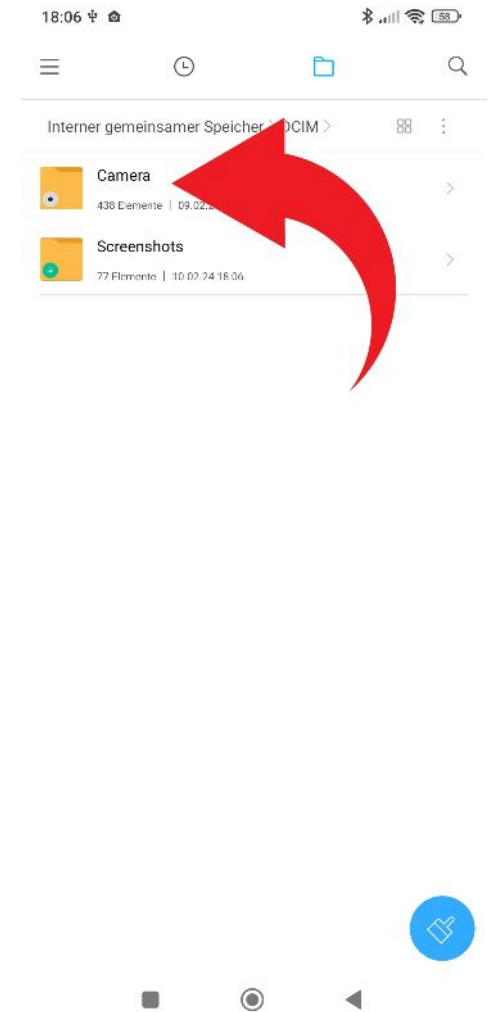 18:06 58
Interner gemeinsamer Speicher > DCIM >
Camera
438 Elemente | 09.02.2
Screenshots
77 Elemente | 10.02.24 18:06